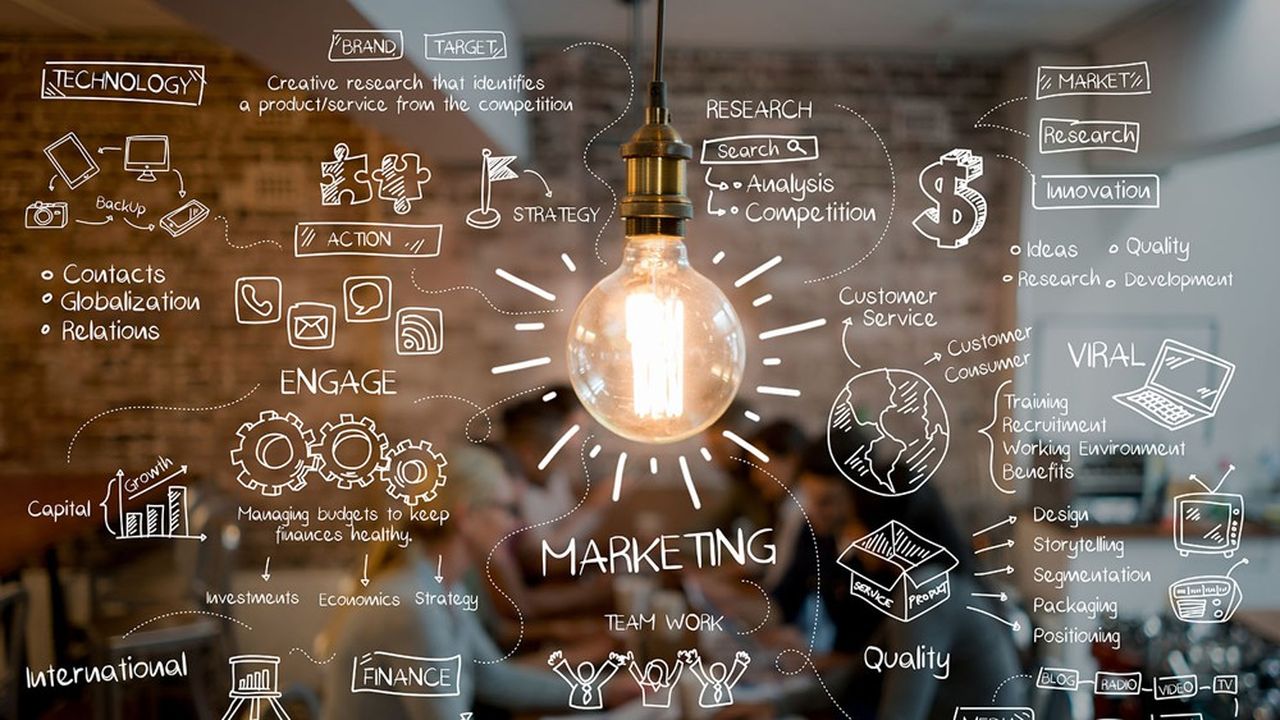 BRAND
TARGET
TECHNOLOGY
Creative research that identifies
a product/service from the competition
Backup
Contacts
Globalization
Relations
STRATEGY
ACTION
ENGAGE
Growth
Capital
Managing budgets to keep
finances healthy.
Investments
Economics
Strategy
International
FINANCE
MARKETING
TEAM WORK
RESEARCH
Search
Analysis
Competition
MARKET
Research
Innovation
Ideas
Quality
Research
Development
Customer
Service
Customer
Consumer
VIRAL
Training
Recruitment
Working Environment
Benefits
SERVICE
PRODUCT
Design
Storytelling
Segmentation
Packaging
Positioning
Quality
BLOG
RADIO
VIDEO
TV